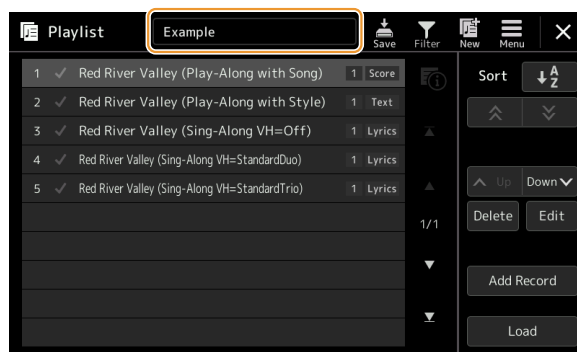 Playlist Example Save Filter New Menu
1 Red River Valley (Play-Along with Song) 1 Score
2 Red River Valley (Play-Along with Style) 1 Text
3 Red River Valley (Sing-Along VH=Off) 1 Lyrics
4 Red River Valley (Sing-Along VH=StandardDuo) 1 Lyrics
5 Red River Valley (Sing-Along VH=StandardTrio) 1 Lyrics
1/1
Sort A Z
Up Down
Delete Edit
Add Record
Load